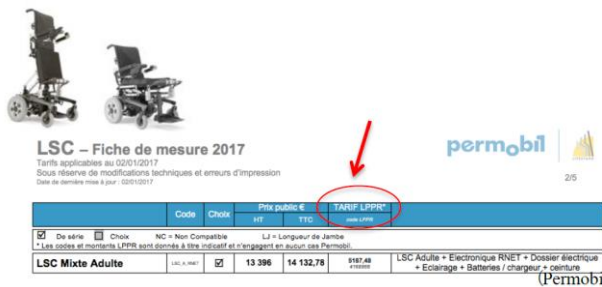 LSC – Fiche de mesure 2017
Tarifs applicables au 02/01/2017
Sous réserve de modifications techniques et erreurs d'impression
Date de dernière mise à jour : 02/01/2017
permobil
2/5
Code Choix Prix public € TARIF LPPR*
HT TTC code LPPR
De série Choix NC = Non Compatible LJ = Longueur de Jambe
* Les codes et montants LPPR sont donnés à titre indicatif et n'engagent en aucun cas Permobil.
LSC Mixte Adulte LSC_A_RNET 13 396 14 132,78 5187,48 LSC Adulte + Electronique RNET + Dossier électrique
+ Eclairage + Batteries / chargeur + ceinture
(Permobi